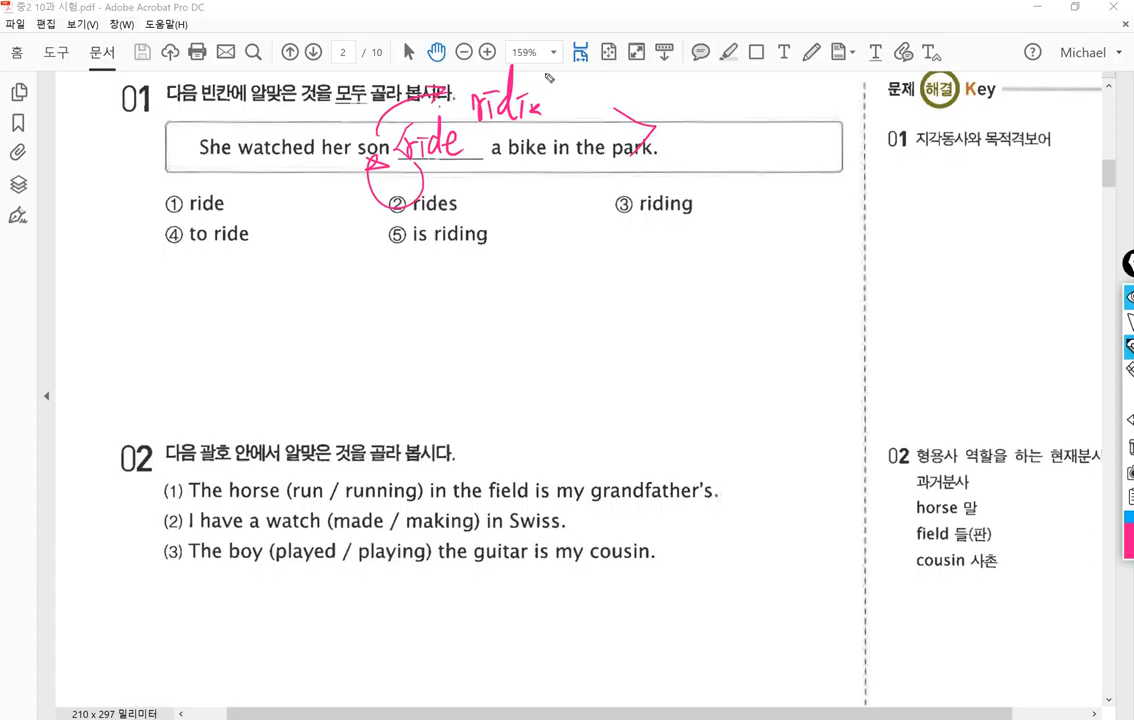 중2 10과 시험.pdf - Adobe Acrobat Pro DC
파일 편집 보기(V) 창(W) 도움말(H)
홈 도구 문서 2 / 10 159% Michael
01 다음 빈칸에 알맞은 것을 모두 골라 봅시다.
ride
She watched her son ________ a bike in the park.
① ride ② rides ③ riding
④ to ride ⑤ is riding
02 다음 괄호 안에서 알맞은 것을 골라 봅시다.
(1) The horse (run / running) in the field is my grandfather's.
(2) I have a watch (made / making) in Swiss.
(3) The boy (played / playing) the guitar is my cousin.
문제 해결 Key
01 지각동사와 목적격보어
02 형용사 역할을 하는 현재분사
과거분사
horse 말
field 들(판)
cousin 사촌
210 x 297 밀리미터